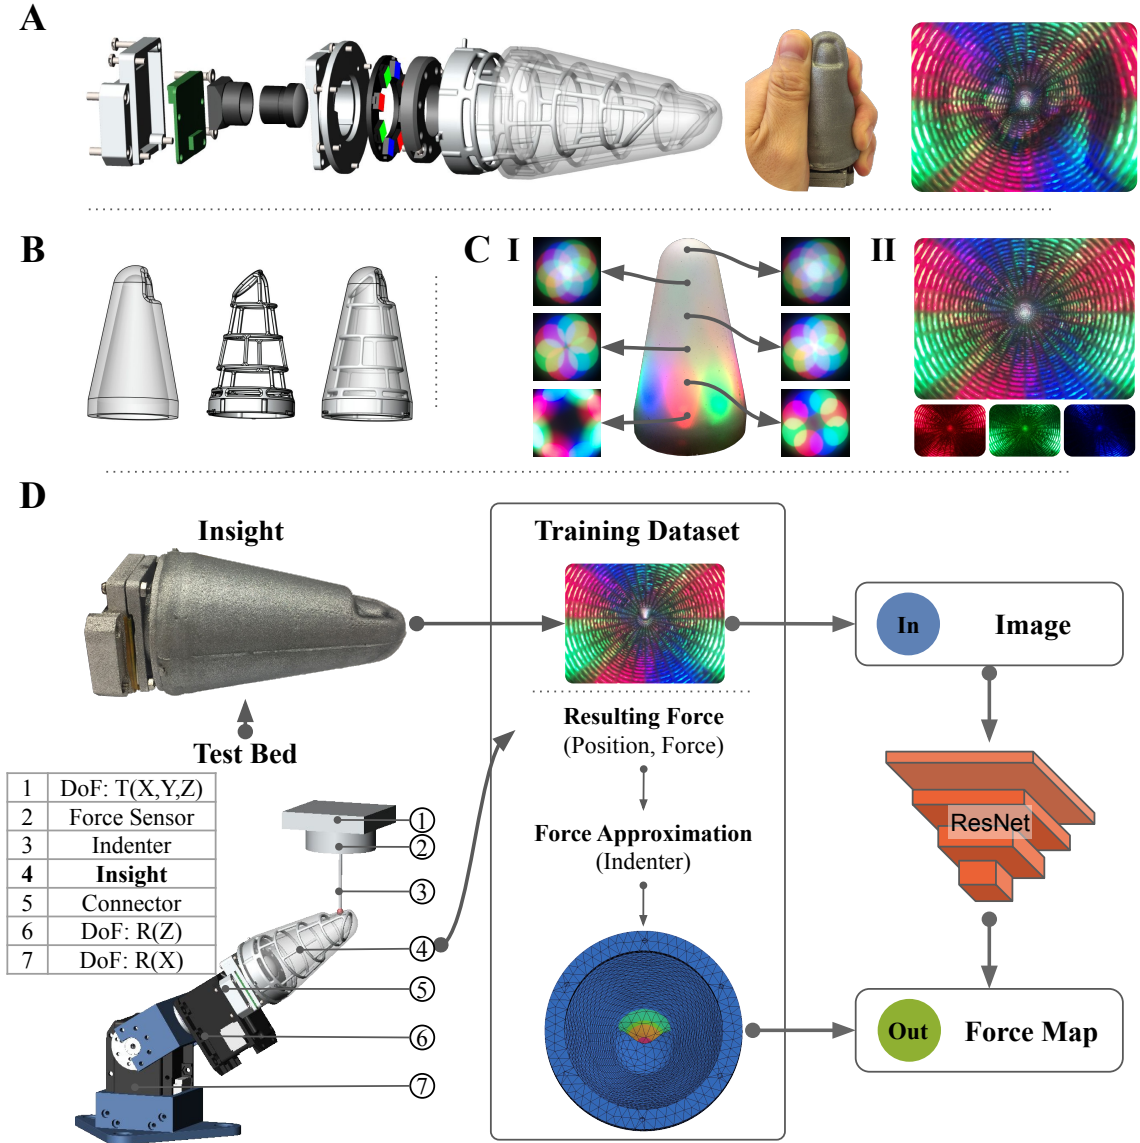 A
B
C
I
II
D
Insight
Training Dataset
In
Image
Resulting Force
(Position, Force)
Test Bed
1 DoF: T(X,Y,Z)
2 Force Sensor
3 Indenter
4 Insight
5 Connector
6 DoF: R(Z)
7 DoF: R(X)
1
2
3
4
5
6
7
Force Approximation
(Indenter)
ResNet
Out
Force Map